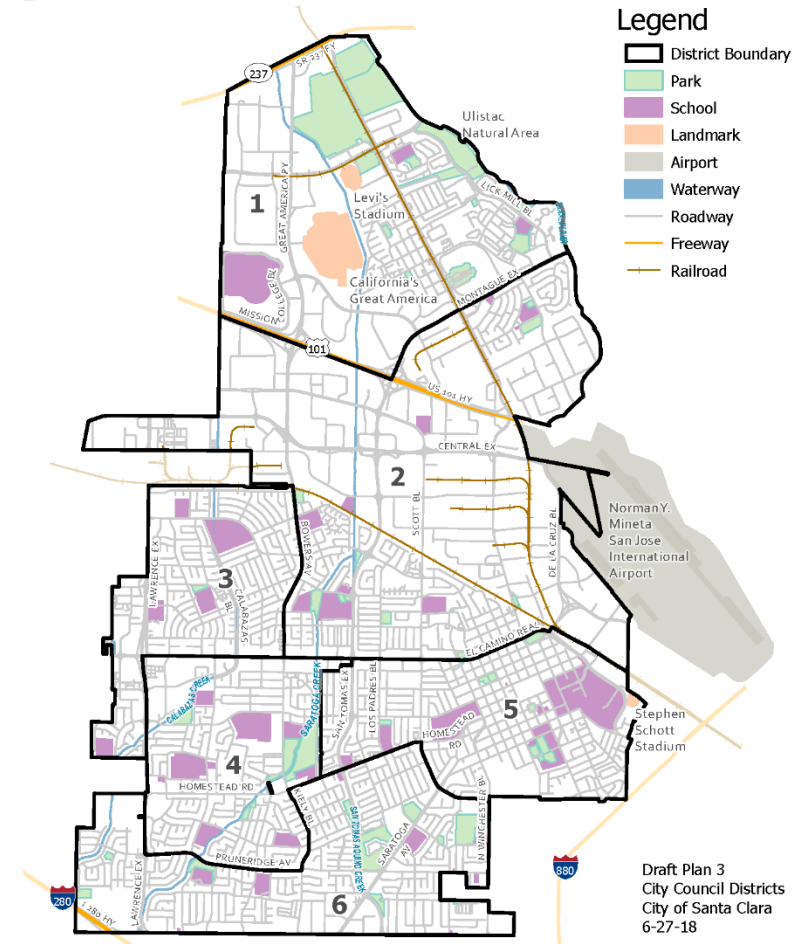 Legend
District Boundary
Park
School
Landmark
Airport
Waterway
Roadway
Freeway
Railroad
237
SR 237 FY
Ulistac
Natural Area
LICK MILL BL
1
GREAT AMERICA PY
Levi's
Stadium
California's
Great America
COLLEGE BL
MISSION
MONTAGUE EX
101
US 101 HY
CENTRAL EX
2
SCOTT BL
DE LA CRUZ BL
Norman Y.
Mineta
San Jose
International
Airport
BOWERS AV
LAWRENCE EX
3
CALABAZAS
BL
EL CAMINO REAL
CALABAZAS CREEK
SARATOGA CREEK
SAN TOMAS EX
LOS PADRES BL
5
HOMESTEAD
RD
Stephen
Schott
Stadium
4
HOMESTEAD RD
KIELY BL
SAN TOMAS AQUINO CREEK
SARATOGA
AV
N WINCHESTER BL
PRUNERIDGE AV
LAWRENCE EX
6
280
I 280 HY
880
Draft Plan 3
City Council Districts
City of Santa Clara
6-27-18